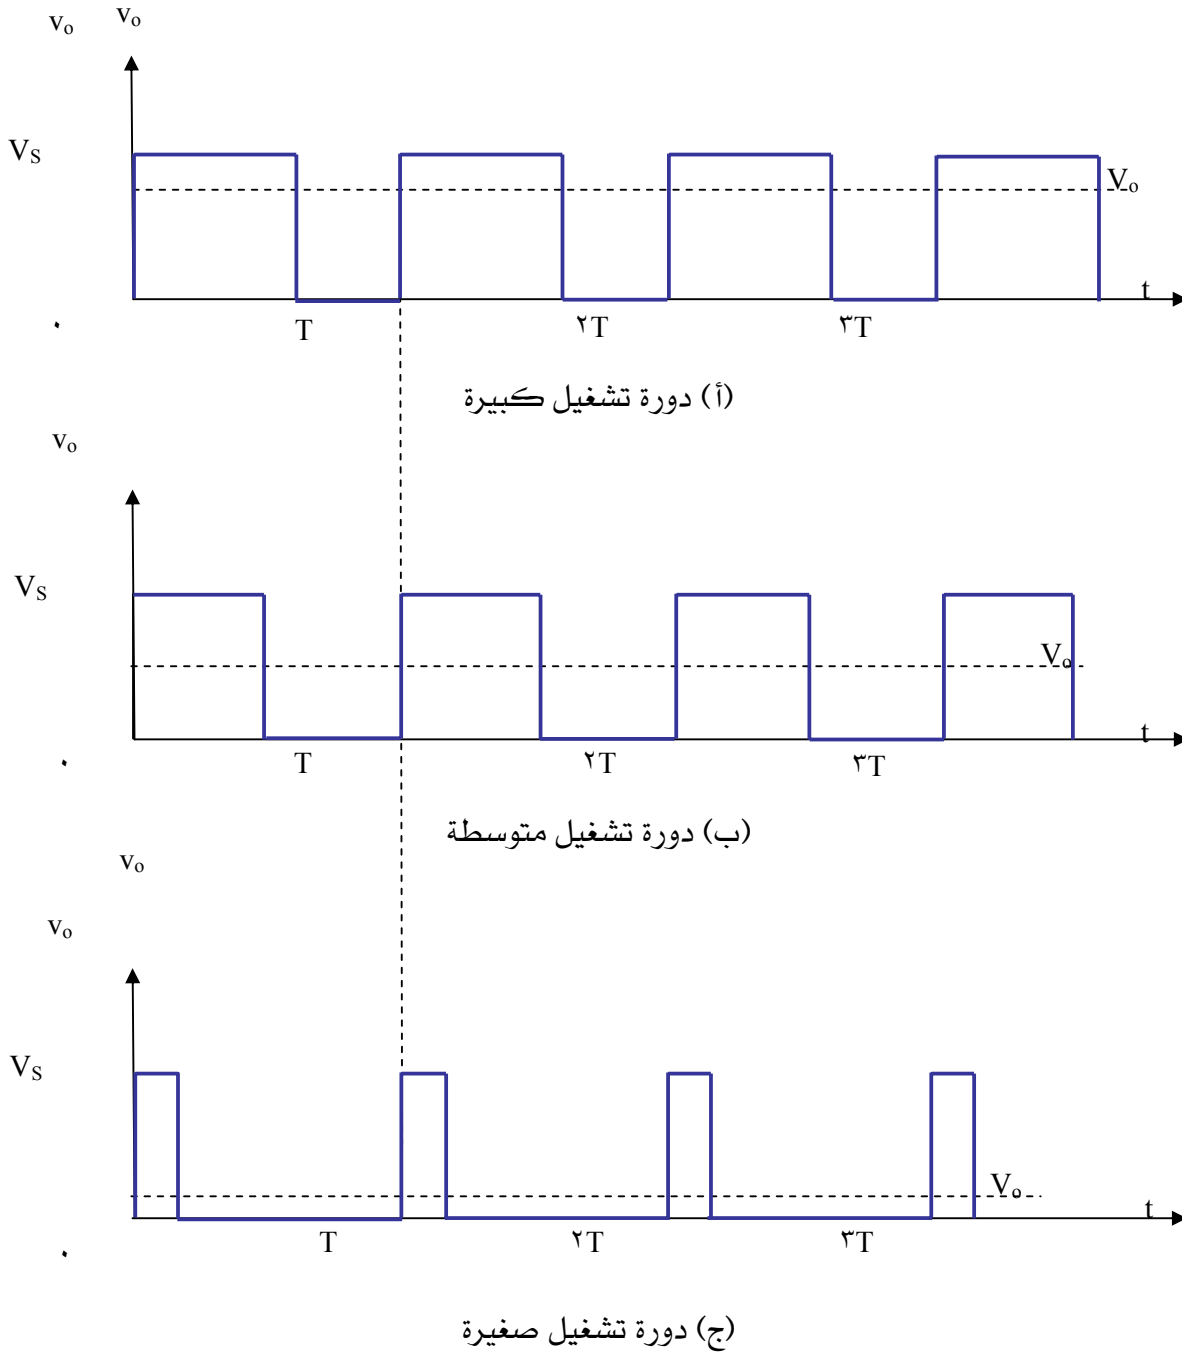 vo vo
VS
Vo
t
٠ T ٢T ٣T
(أ) دورة تشغيل كبيرة
vo
VS
Vo
t
٠ T ٢T ٣T
(ب) دورة تشغيل متوسطة
vo
vo
VS
Vo
t
٠ T ٢T ٣T
(ج) دورة تشغيل صغيرة